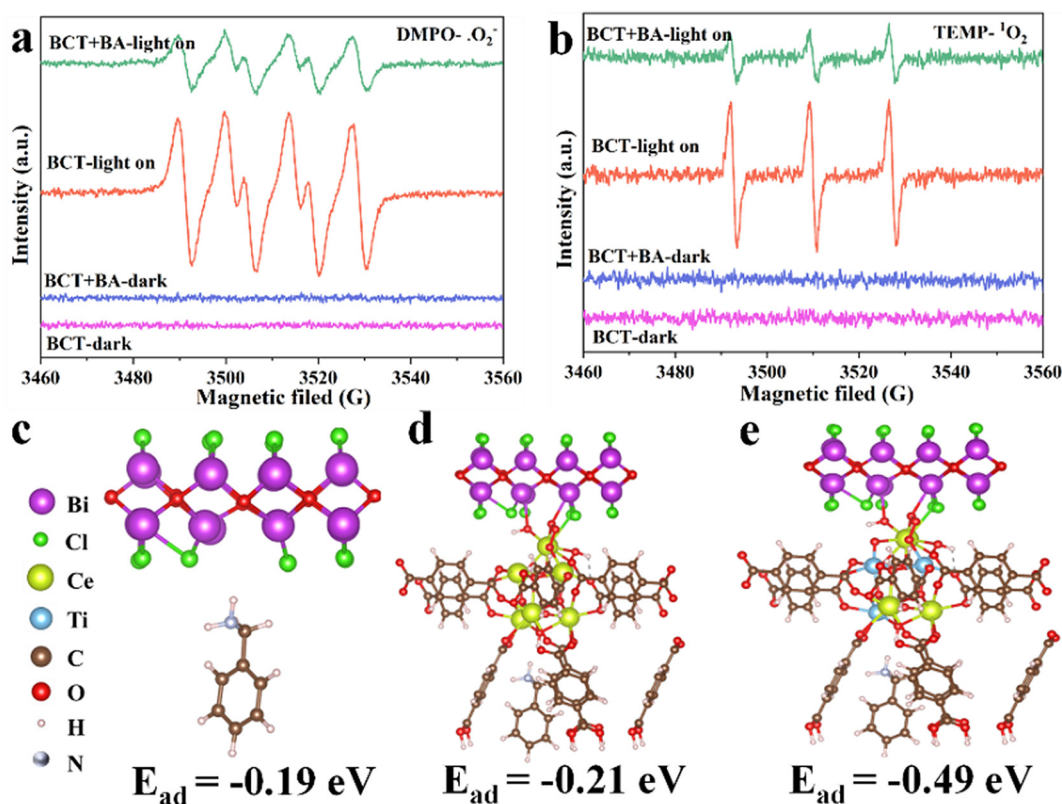 a
DMPO- .O₂⁻
BCT+BA-light on
BCT-light on
BCT+BA-dark
BCT-dark
Intensity (a.u.)
3460 3480 3500 3520 3540 3560
Magnetic filed (G)
b
TEMP- ¹O₂
BCT+BA-light on
BCT-light on
BCT+BA-dark
BCT-dark
Intensity (a.u.)
3460 3480 3500 3520 3540 3560
Magnetic filed (G)
c
Bi
Cl
Ce
Ti
C
O
H
N
E_ad = -0.19 eV
d
E_ad = -0.21 eV
e
E_ad = -0.49 eV